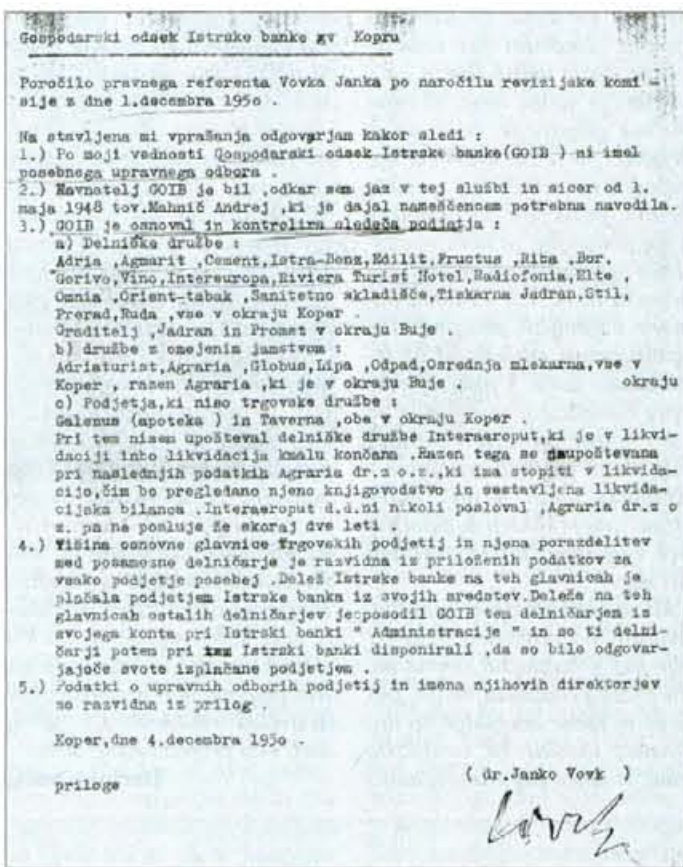 Gospodarski odsek Istrske banke v Kopru
Poročilo pravnega referenta Vovka Janka po naročilu revizijske komi -
sije z dne 1.decembra 195o .
Na stavljena mi vprašanja odgovarjam kakor sledi :
1.) Po moji vednosti Gospodarski odsek Istrske banke(GOIB ) ni imel
posebnega upravnega odbora .
2.) Ravnatelj GOIB je bil ,odkar sem jaz v tej službi in sicer od 1.
maja 1948 tov.Mahnič Andrej ,ki je dajal nameščencem potrebna navodila.
3.) GOIB je osnoval in kontrolira sledeča podjetja :
a) Delniške družbe :
Adria ,Agmarit ,Cement,Istra-Benz,Edilit,Fructus ,Riba ,Bor,
Gorivo,Vino,Intereuropa,Riviera Turist Hotel,Radiofonia,Elte ,
Omnia ,Orient-tabak ,Sanitetno skladišče,Tiskarna Jadran,Stil,
Prerad,Ruda ,vse v okraju Koper .
Graditelj ,Jadran in Promet v okraju Buje .
b) družbe z omejenim jamstvom :
Adriaturist,Agraria ,Globus,Lipa ,Odpad,Osrednja mlekarna,vse v
Koper , razen Agraria ,ki je v okraju Buje . okraju
c) Podjetja,ki niso trgovske družbe :
Galenus (apoteka ) in Taverna ,obe v okraju Koper .
Pri tem nisem upošteval delniške družbe Interaeroput,ki je v likvi-
daciji inbo likvidacija kmalu končana .Razen tega se upoštevana
pri naslednjih podatkih Agraria dr.z o.z.,ki ima stopiti v likvida-
cijo,čim bo pregledano njeno knjigovodstvo in sestavljena likvida-
cijska bilanca .Interaeroput d.d.ni nikoli posloval ,Agraria dr.z o
z. pa ne posluje že skoraj dve leti .
4.) Višina osnovne glavnice Trgovskih podjetij in njena porazdelitev
med posamezne delničarje je razvidna iz priloženih podatkov za
vsako podjetje posebej .Delež Istrske banke na teh glavnicah je
plačala podjetjem Istrska banka iz svojih sredstev.Deleže na teh
glavnicah ostalih delničarjev jeposodil GOIB tem delničarjem iz
svojega konta pri Istrski banki " Administracije " in so ti delni-
čarji potem pri Istrski banki disponirali ,da so bile odgovar-
jajoče svote izplačane podjetjem .
5.) Podatki o upravnih odborih podjetij in imena njihovih direktorjev
so razvidna iz prilog .
Koper,dne 4.decembra 195o .
( dr.Janko Vovk )
priloge